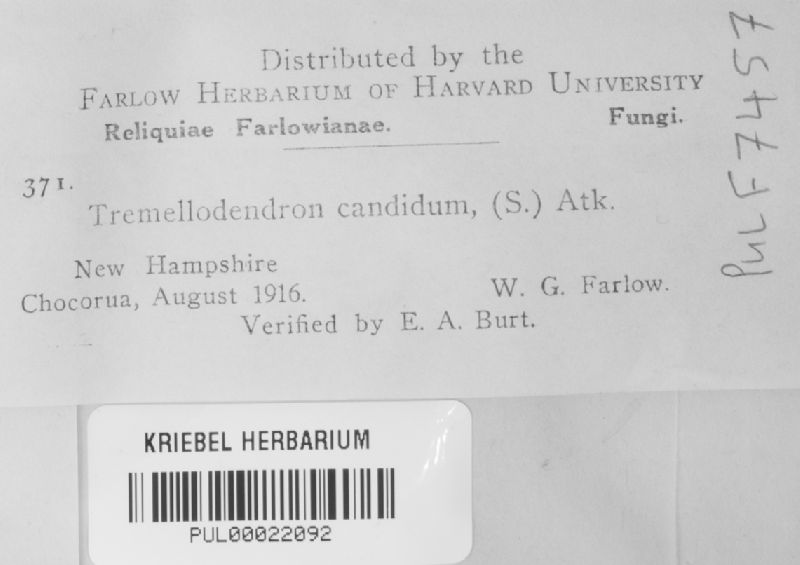 Distributed by the
FARLOW HERBARIUM OF HARVARD UNIVERSITY
Reliquiae Farlowianae. Fungi.
371.
Tremellodendron candidum, (S.) Atk.
New Hampshire
Chocorua, August 1916. W. G. Farlow.
Verified by E. A. Burt.
PUL F7457
KRIEBEL HERBARIUM
PUL00022092